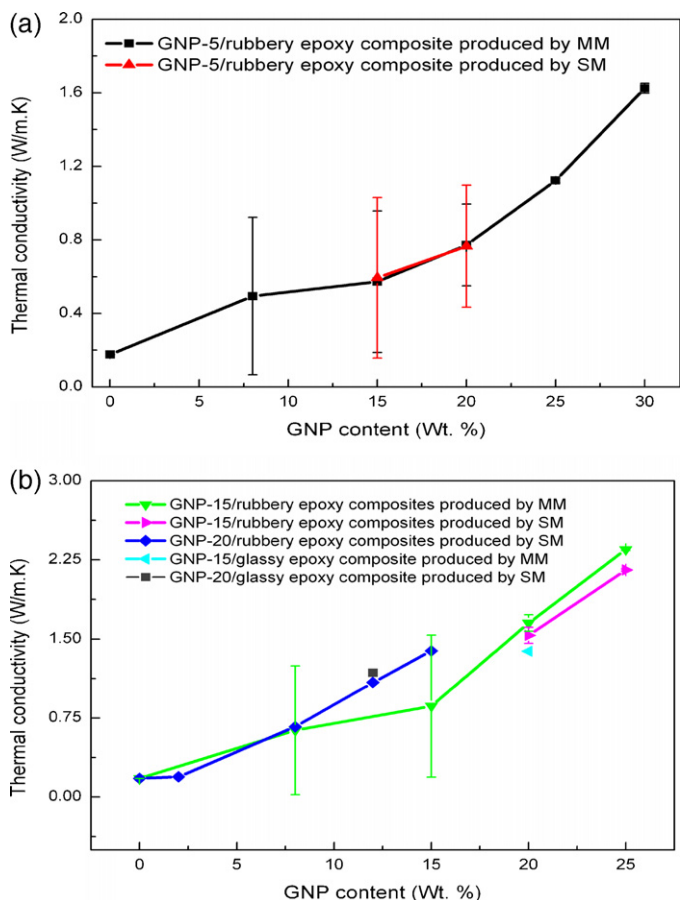 (a)
2.0
1.6
1.2
0.8
0.4
0.0
Thermal conductivity (W/m.K)
GNP-5/rubbery epoxy composite produced by MM
GNP-5/rubbery epoxy composite produced by SM
0 5 10 15 20 25 30
GNP content (Wt. %)
(b)
3.00
2.25
1.50
0.75
0.00
Thermal conductivity (W/m.K)
GNP-15/rubbery epoxy composites produced by MM
GNP-15/rubbery epoxy composites produced by SM
GNP-20/rubbery epoxy composites produced by SM
GNP-15/glassy epoxy composite produced by MM
GNP-20/glassy epoxy composite produced by SM
0 5 10 15 20 25
GNP content (Wt. %)